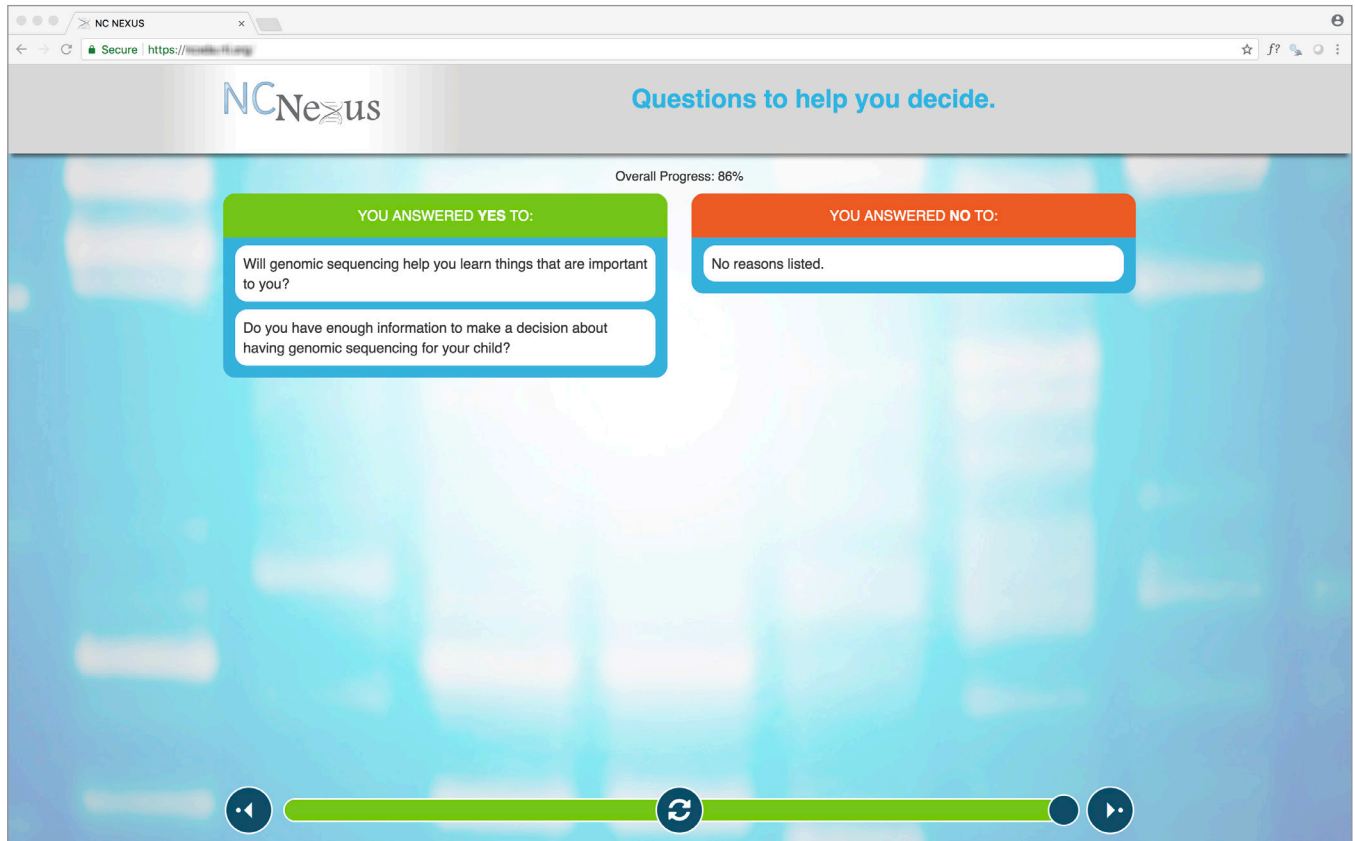 NC NEXUS
Secure | https://
f?
NCNexus
Questions to help you decide.
Overall Progress: 86%
YOU ANSWERED YES TO:
Will genomic sequencing help you learn things that are important
to you?
Do you have enough information to make a decision about
having genomic sequencing for your child?
YOU ANSWERED NO TO:
No reasons listed.